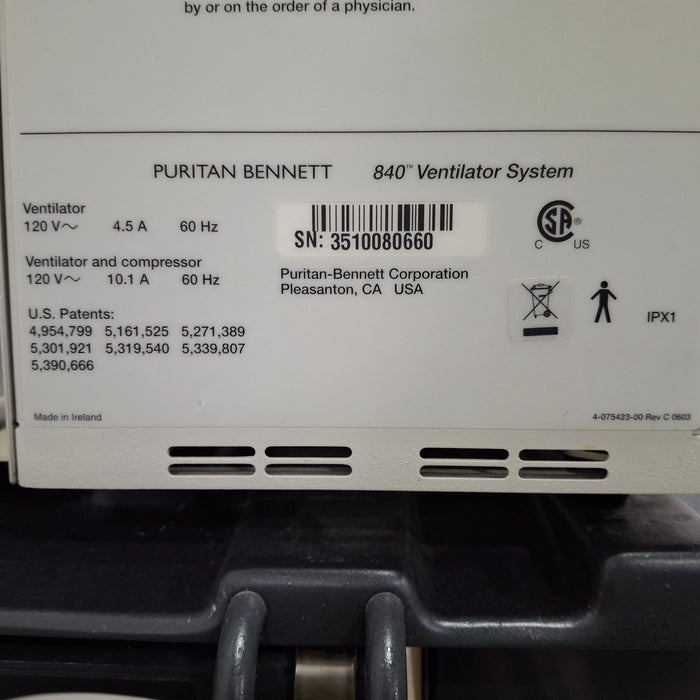 by or on the order of a physician.
PURITAN BENNETT 840™ Ventilator System
Ventilator
120 V~ 4.5 A 60 Hz
SN: 3510080660
SA ®
C US
Ventilator and compressor
120 V~ 10.1 A 60 Hz
Puritan-Bennett Corporation
Pleasanton, CA USA
U.S. Patents:
4,954,799 5,161,525 5,271,389
5,301,921 5,319,540 5,339,807
5,390,666
IPX1
Made in Ireland
4-075423-00 Rev C 0603